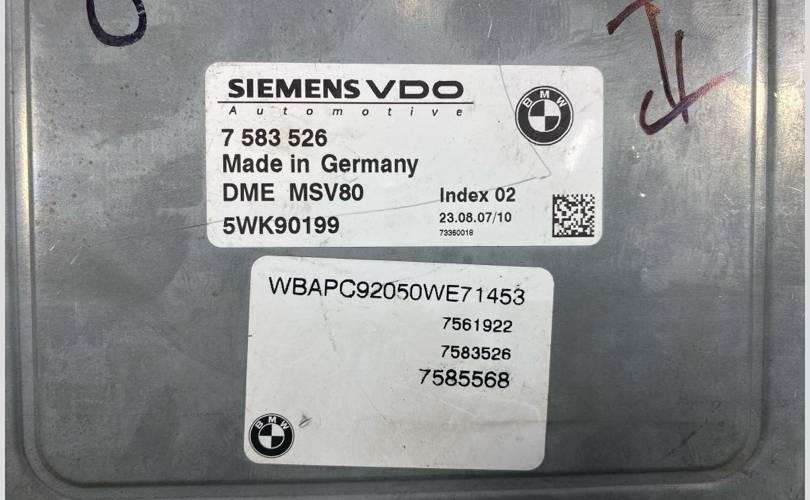 SIEMENS VDO
Automotive
BMW
7 583 526
Made in Germany
DME MSV80
Index 02
5WK90199
23.08.07/10
73360018
WBAPC92050WE71453
7561922
7583526
7585568
BMW